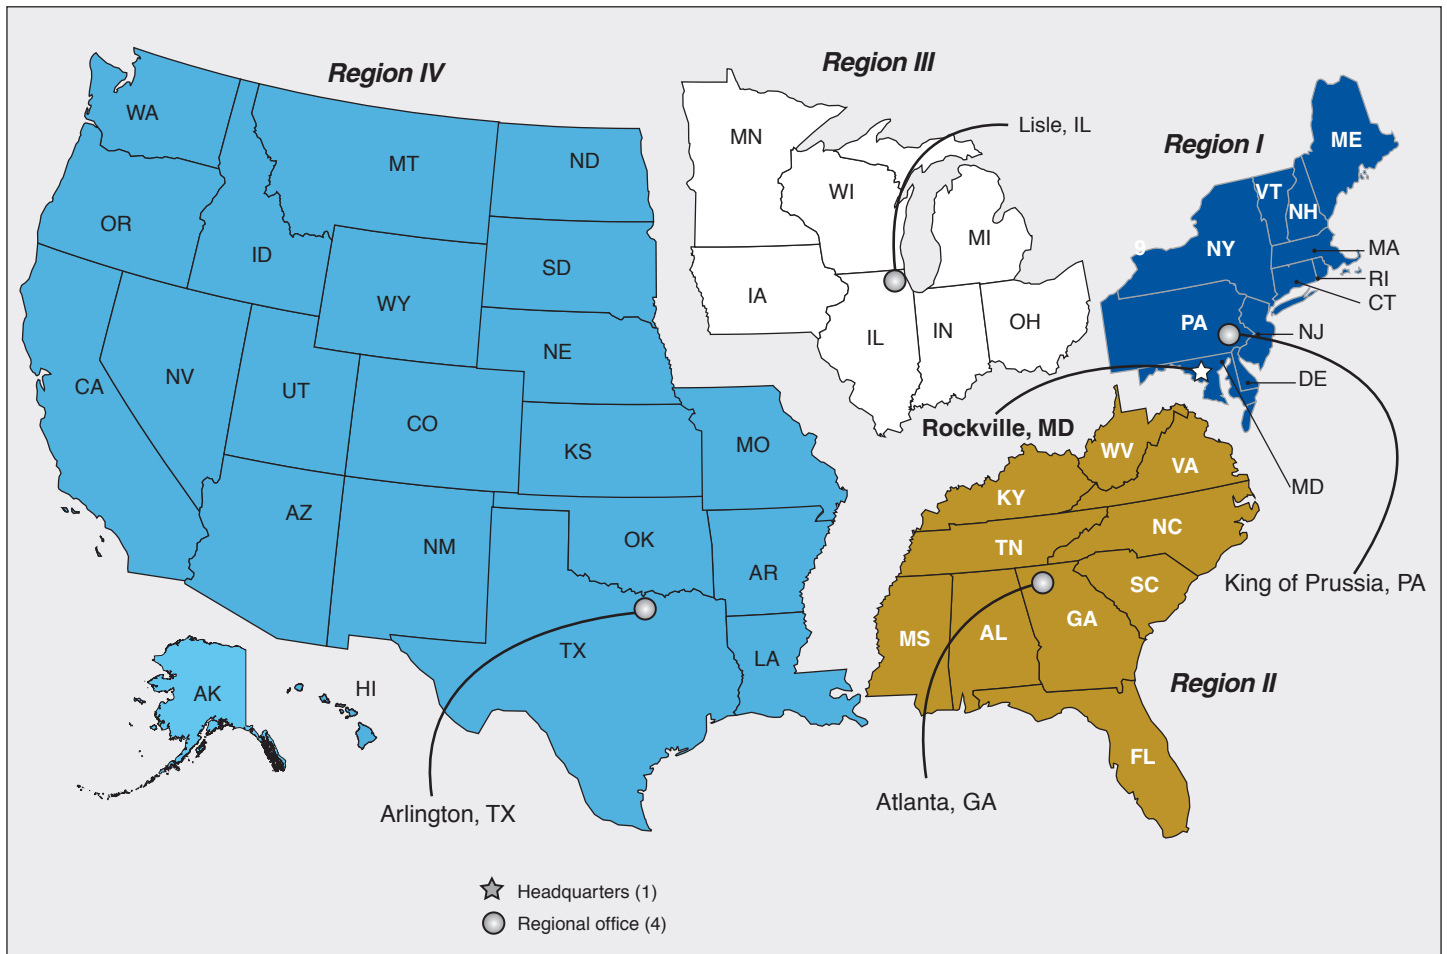 Region IV
Region III
Region I
Region II
WA
OR
CA
NV
ID
MT
WY
UT
CO
AZ
NM
ND
SD
NE
KS
OK
TX
MO
AR
LA
AK
HI
Arlington, TX
MN
WI
MI
IA
IL
IN
OH
Lisle, IL
ME
VT
NH
9
NY
MA
RI
CT
PA
NJ
DE
MD
Rockville, MD
King of Prussia, PA
WV
VA
KY
NC
TN
SC
MS
AL
GA
FL
Atlanta, GA
Headquarters (1)
Regional office (4)